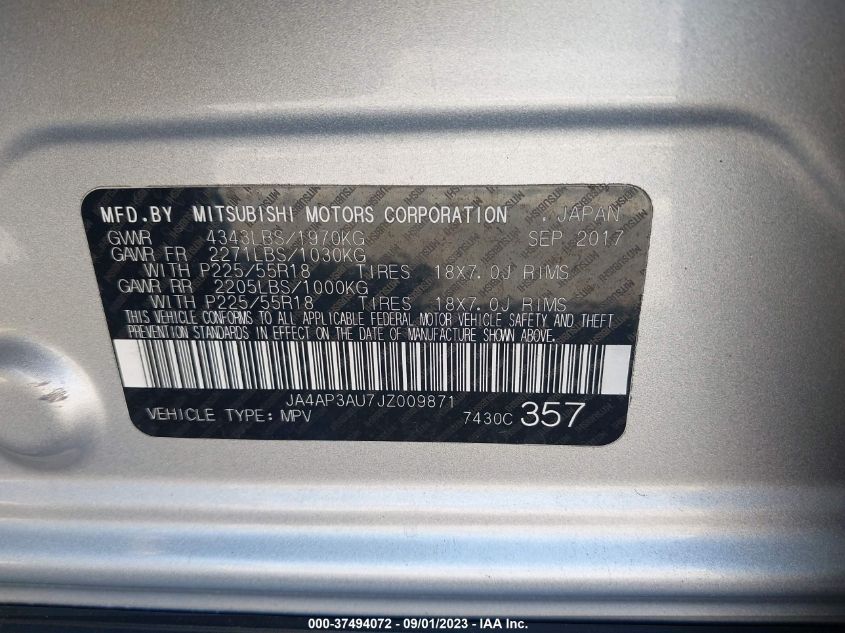 MFD.BY MITSUBISHI MOTORS CORPORATION . JAPAN
GVWR 4343LBS/1970KG SEP 2017
GAWR FR 2271LBS/1030KG
WITH P225/55R18 TIRES 18X7.0J RIMS
GAWR RR 2205LBS/1000KG
WITH P225/55R18 TIRES 18X7.0J RIMS
THIS VEHICLE CONFORMS TO ALL APPLICABLE FEDERAL MOTOR VEHICLE SAFETY AND THEFT
PREVENTION STANDARDS IN EFFECT ON THE DATE OF MANUFACTURE SHOWN ABOVE.
JA4AP3AU7JZ009871
VEHICLE TYPE: MPV 7430C 357
000-37494072 - 09/01/2023 - IAA Inc.